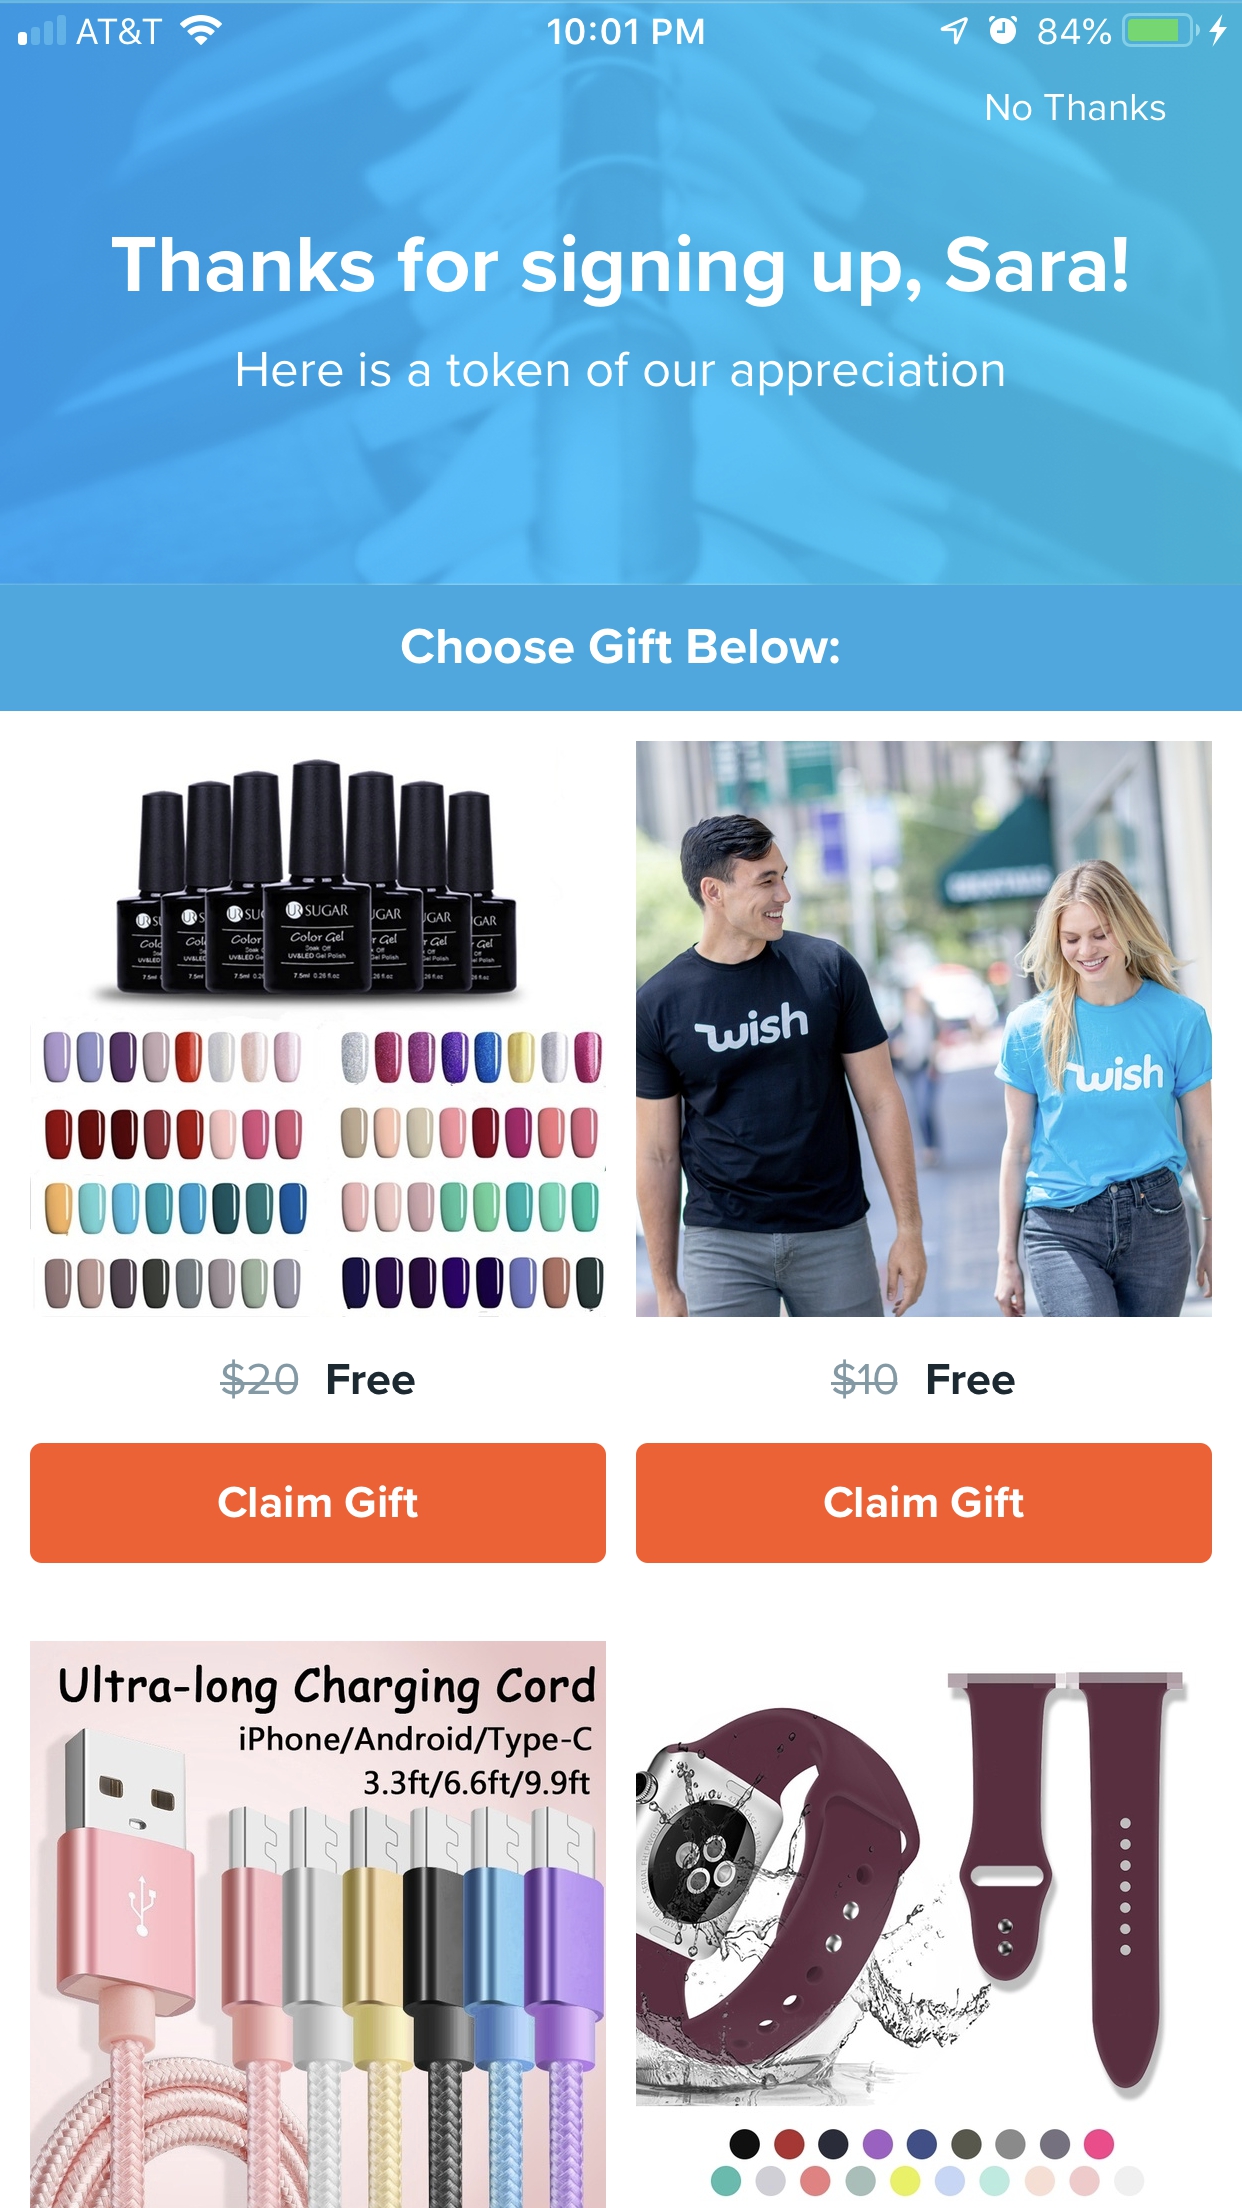 AT&T 10:01 PM 84%
No Thanks
Thanks for signing up, Sara!
Here is a token of our appreciation
Choose Gift Below:
UR SUGAR
Color Gel
Soak Off
UV&LED Gel Polish
7.5ml 0.26 fl.oz
wish
wish
$20 Free
$10 Free
Claim Gift
Claim Gift
Ultra-long Charging Cord
iPhone/Android/Type-C
3.3ft/6.6ft/9.9ft